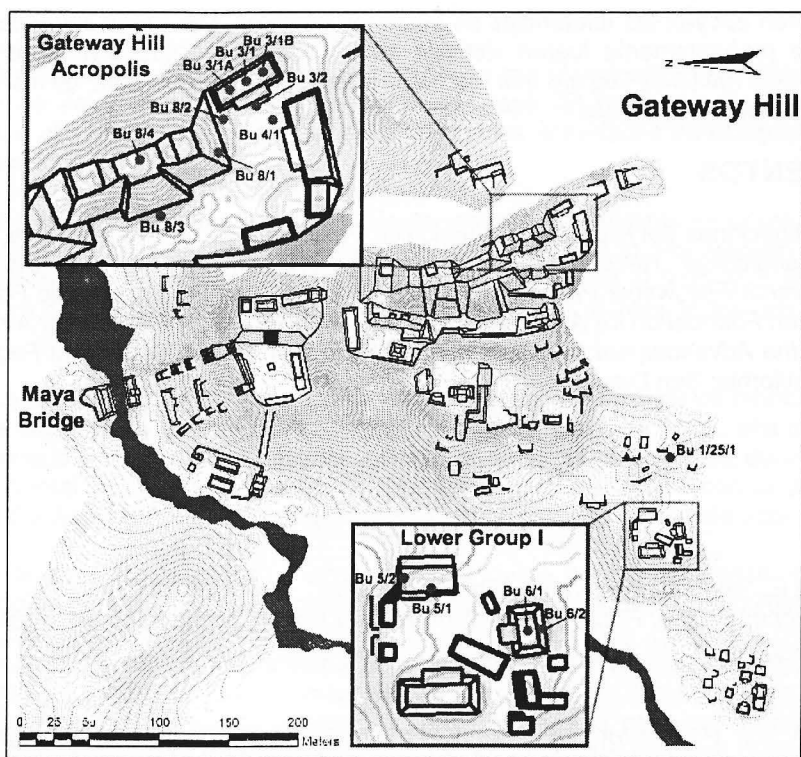 Gateway Hill
Acropolis
Bu 3/1B
Bu 3/1
Bu 3/1A
Bu 3/2
Bu 8/2
Bu 4/1
Bu 8/4
Bu 8/1
Bu 8/3
Z
Gateway Hill
Maya
Bridge
Bu 1/25/1
Lower Group I
Bu 5/2
Bu 5/1
Bu 6/1
Bu 6/2
0 25 50 100 150 200
Meters
ENTS